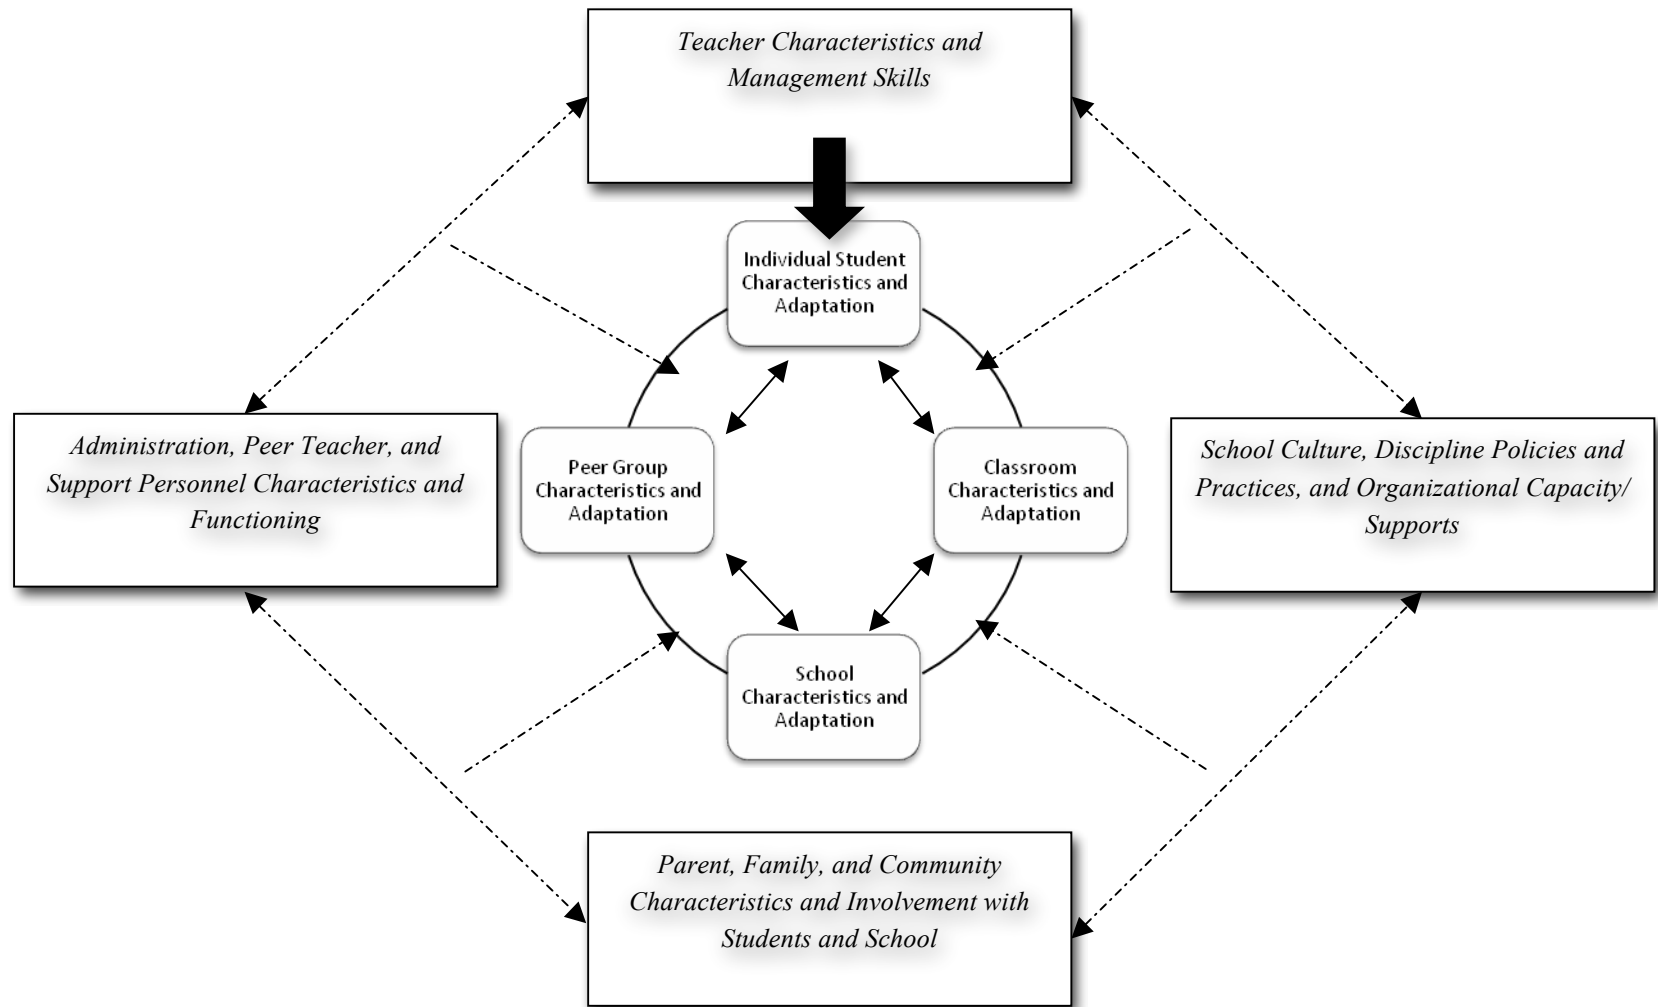 Teacher Characteristics and
Management Skills
Individual Student
Characteristics and
Adaptation
Administration, Peer Teacher, and
Support Personnel Characteristics and
Functioning
Peer Group
Characteristics and
Adaptation
Classroom
Characteristics and
Adaptation
School Culture, Discipline Policies and
Practices, and Organizational Capacity/
Supports
School
Characteristics and
Adaptation
Parent, Family, and Community
Characteristics and Involvement with
Students and School